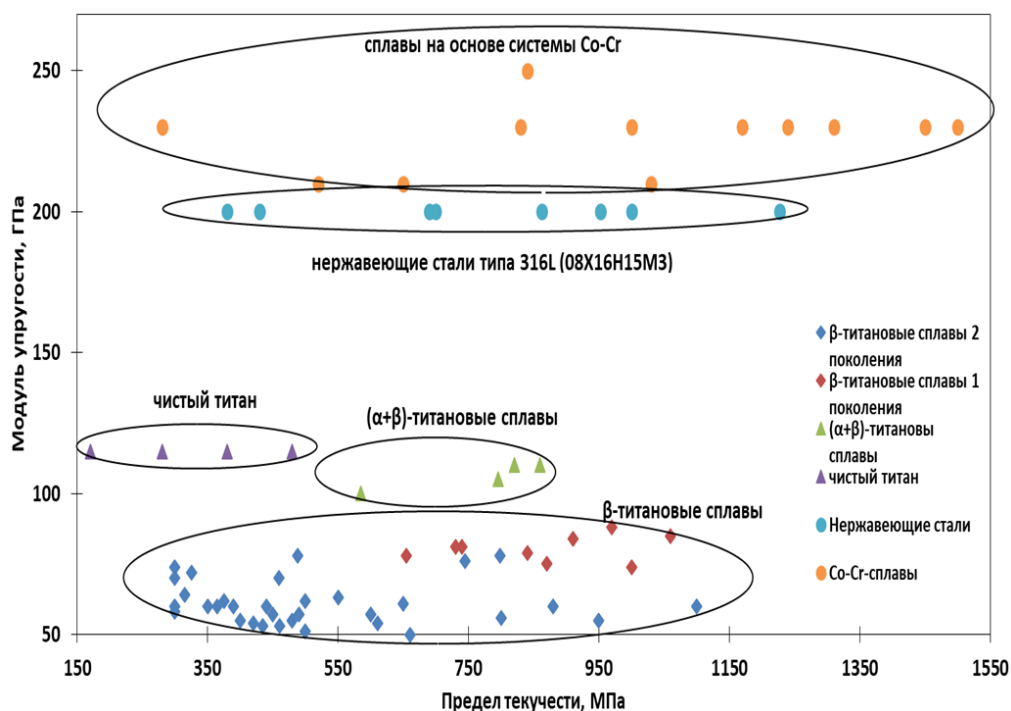 сплавы на основе системы Co-Cr
250
200
нержавеющие стали типа 316L (08Х16Н15М3)
150
чистый титан
(α+β)-титановые сплавы
100
β-титановые сплавы
50
150 350 550 750 950 1150 1350 1550
Модуль упругости, ГПа
Предел текучести, МПа
β-титановые сплавы 2
поколения
β-титановые сплавы 1
поколения
(α+β)-титановы
сплавы
чистый титан
Нержавеющие стали
Co-Cr-сплавы